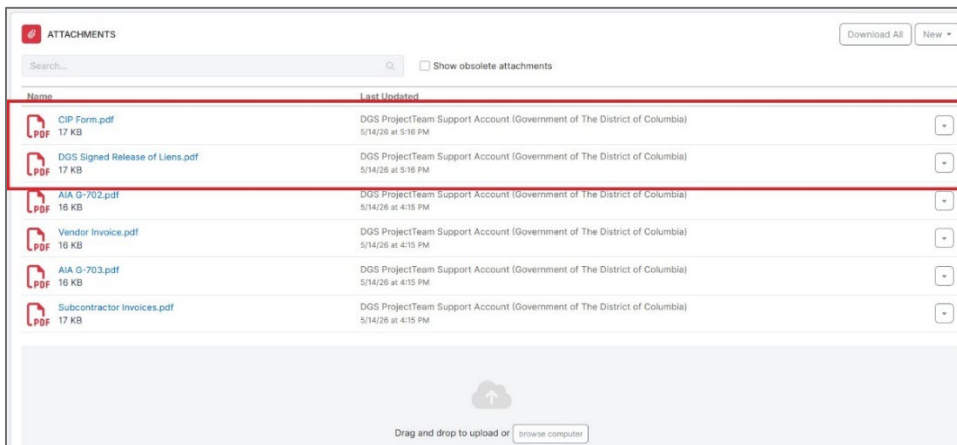 ATTACHMENTS
Download All
New
Search...
Show obsolete attachments
Name Last Updated
PDF CIP Form.pdf DGS ProjectTeam Support Account (Government of The District of Columbia)
17 KB 5/14/26 at 5:16 PM
PDF DGS Signed Release of Liens.pdf DGS ProjectTeam Support Account (Government of The District of Columbia)
17 KB 5/14/26 at 5:16 PM
PDF AIA G-702.pdf DGS ProjectTeam Support Account (Government of The District of Columbia)
16 KB 5/14/26 at 4:15 PM
PDF Vendor Invoice.pdf DGS ProjectTeam Support Account (Government of The District of Columbia)
16 KB 5/14/26 at 4:15 PM
PDF AIA G-703.pdf DGS ProjectTeam Support Account (Government of The District of Columbia)
16 KB 5/14/26 at 4:15 PM
PDF Subcontractor Invoices.pdf DGS ProjectTeam Support Account (Government of The District of Columbia)
17 KB 5/14/26 at 4:15 PM
Drag and drop to upload or browse computer